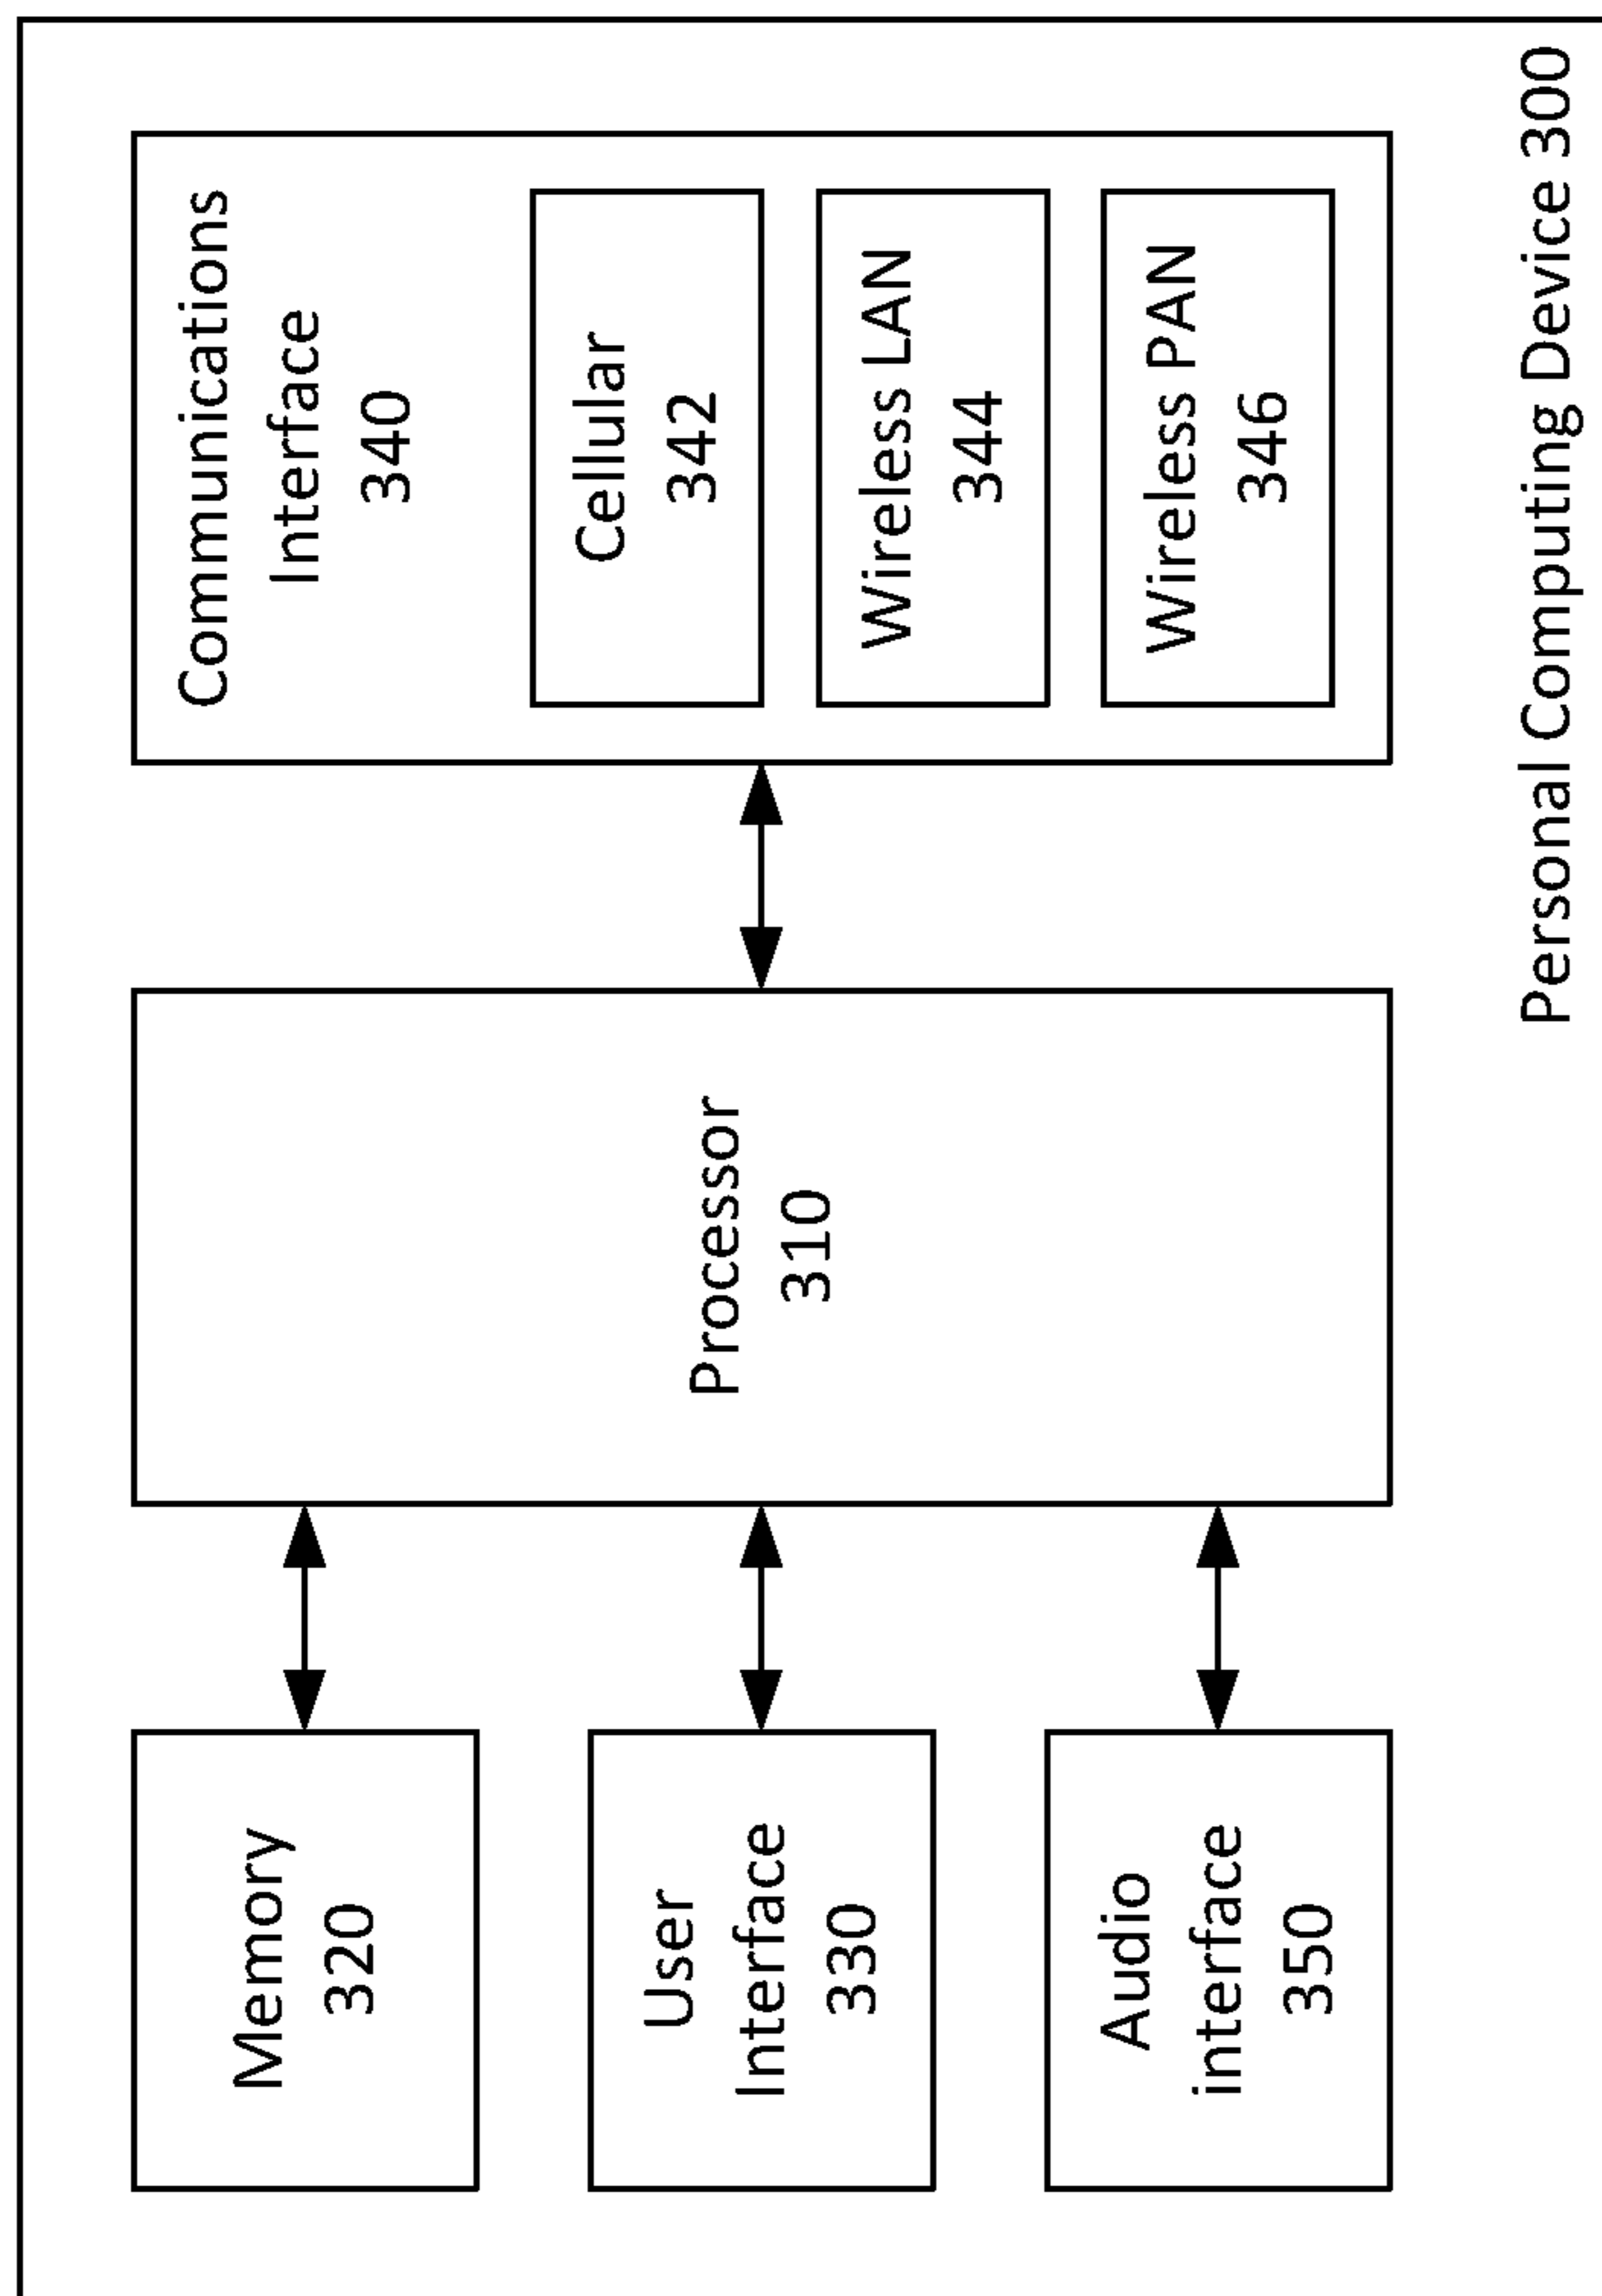 Memory
320
User
Interface
330
Audio
interface
350
Processor
310
Communications
Interface
340
Cellular
342
Wireless LAN
344
Wireless PAN
346
Personal Computing Device 300